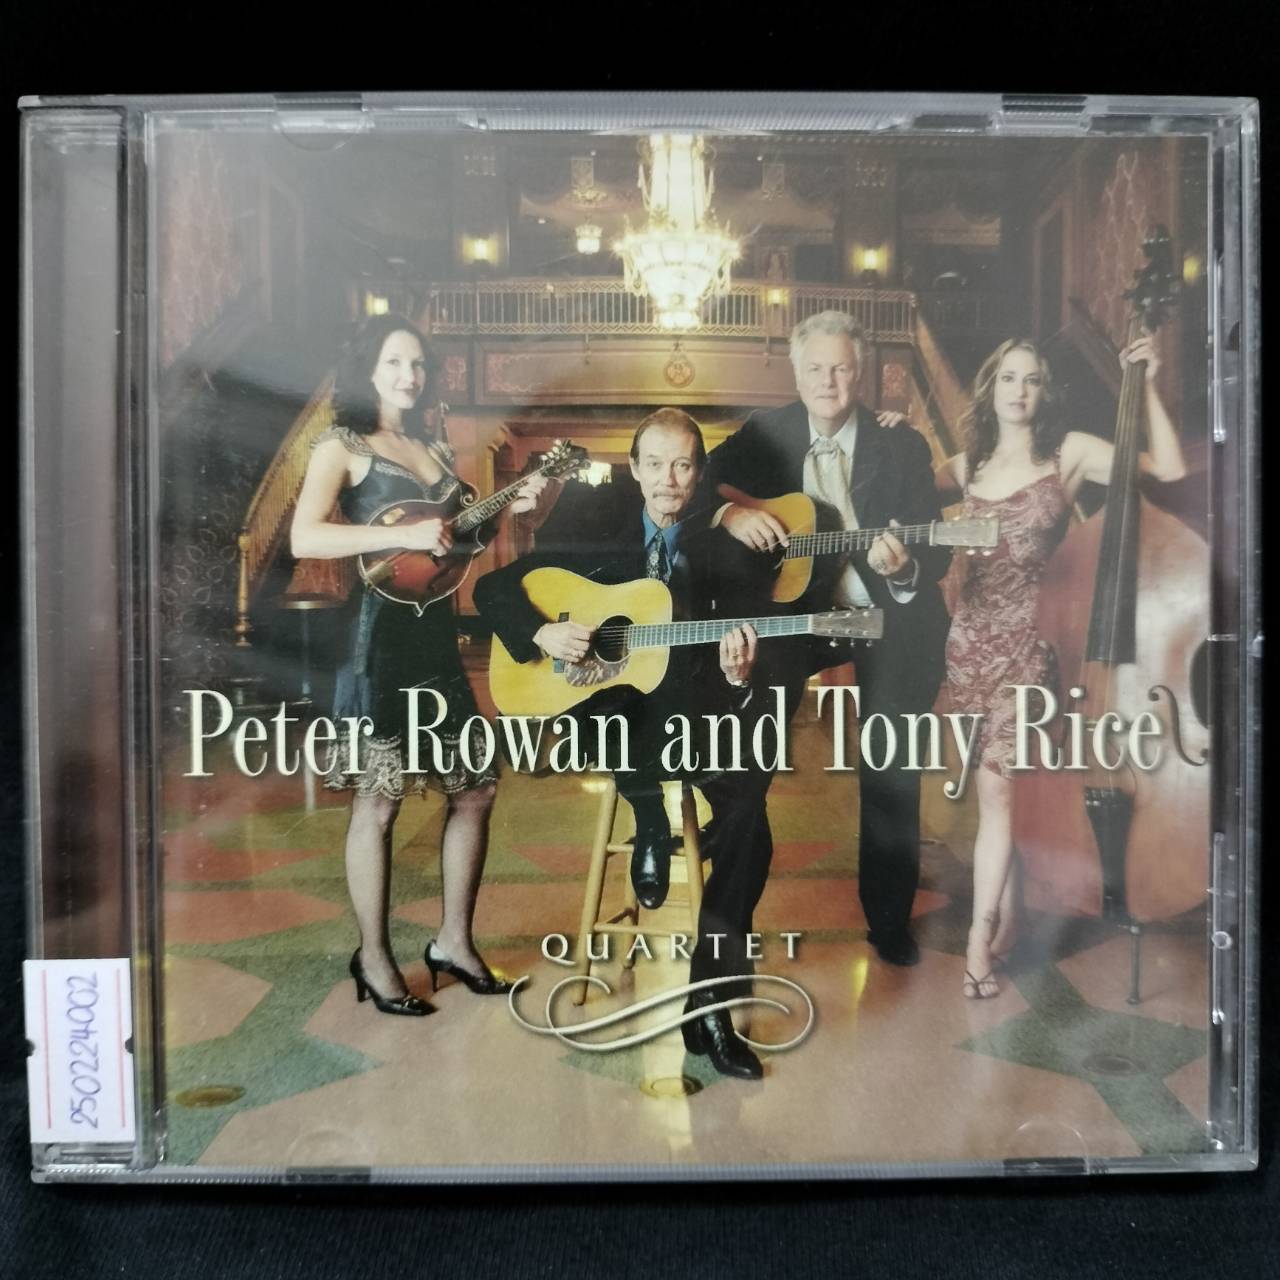 Peter Rowan and Tony Rice
QUARTET
250224002